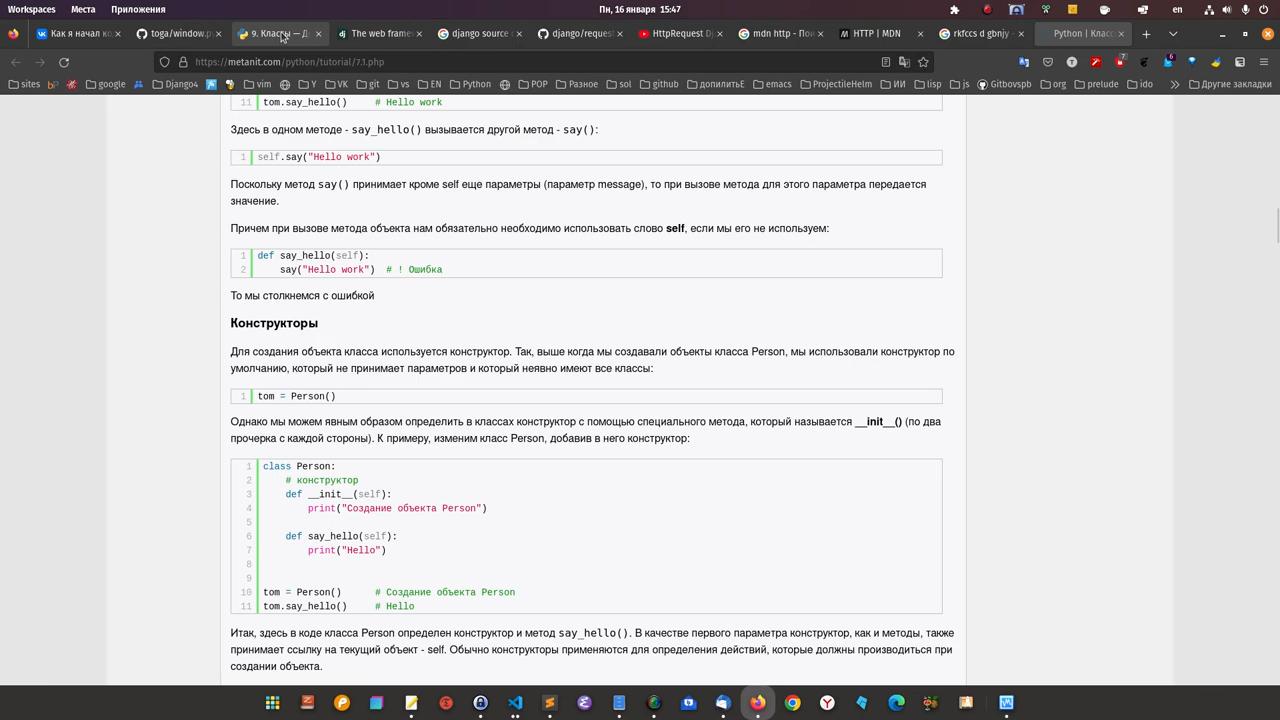 Workspaces Места Приложения Пн, 16 января 15:47 en
Как я начал ко toga/window.p 9. Классы — Д The web frame django source django/reques HttpRequest D mdn http - Пои HTTP | MDN rkfccs d gbnjy - Python | Класс
https://metanit.com/python/tutorial/7.1.php
sites google Django4 vim Y VK git vs EN Python POP Разное sol github допилитьЕ emacs ProjectileHelm ИИ lisp js Gitbovspb org prelude ido Другие закладки
11 tom.say_hello() # Hello work
Здесь в одном методе - say_hello() вызывается другой метод - say():
1 self.say("Hello work")
Поскольку метод say() принимает кроме self еще параметры (параметр message), то при вызове метода для этого параметра передается
значение.
Причем при вызове метода объекта нам обязательно необходимо использовать слово self, если мы его не используем:
1 def say_hello(self):
2 say("Hello work") # ! Ошибка
То мы столкнемся с ошибкой
Конструкторы
Для создания объекта класса используется конструктор. Так, выше когда мы создавали объекты класса Person, мы использовали конструктор по
умолчанию, который не принимает параметров и который неявно имеют все классы:
1 tom = Person()
Однако мы можем явным образом определить в классах конструктор с помощью специального метода, который называется __init__() (по два
прочерка с каждой стороны). К примеру, изменим класс Person, добавив в него конструктор:
1 class Person:
2 # конструктор
3 def __init__(self):
4 print("Создание объекта Person")
5
6 def say_hello(self):
7 print("Hello")
8
9
10 tom = Person() # Создание объекта Person
11 tom.say_hello() # Hello
Итак, здесь в коде класса Person определен конструктор и метод say_hello(). В качестве первого параметра конструктор, как и методы, также
принимает ссылку на текущий объект - self. Обычно конструкторы применяются для определения действий, которые должны производиться при
создании объекта.